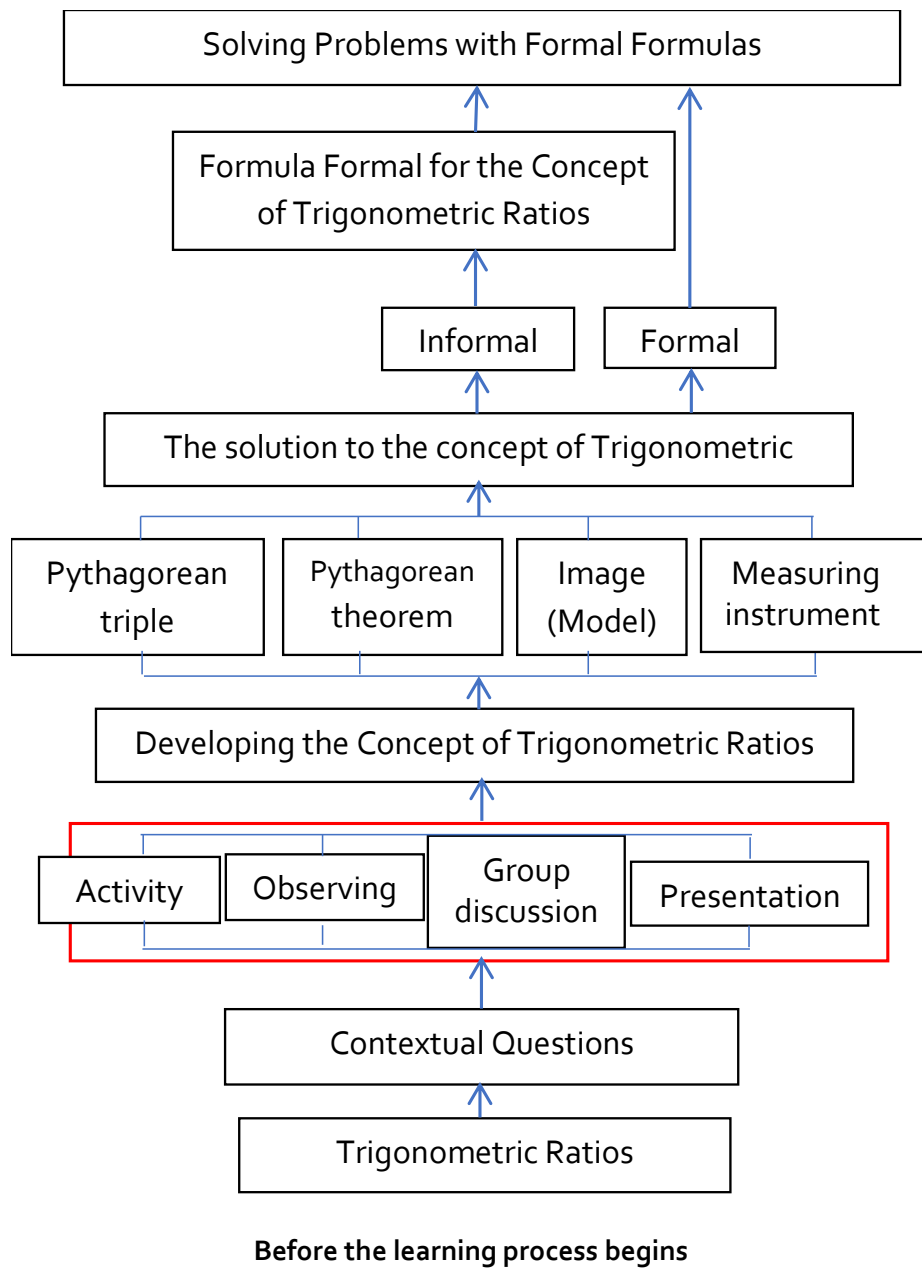 Solving Problems with Formal Formulas
Formula Formal for the Concept
of Trigonometric Ratios
Informal
Formal
The solution to the concept of Trigonometric
Pythagorean
triple
Pythagorean
theorem
Image
(Model)
Measuring
instrument
Developing the Concept of Trigonometric Ratios
Activity
Observing
Group
discussion
Presentation
Contextual Questions
Trigonometric Ratios
Before the learning process begins